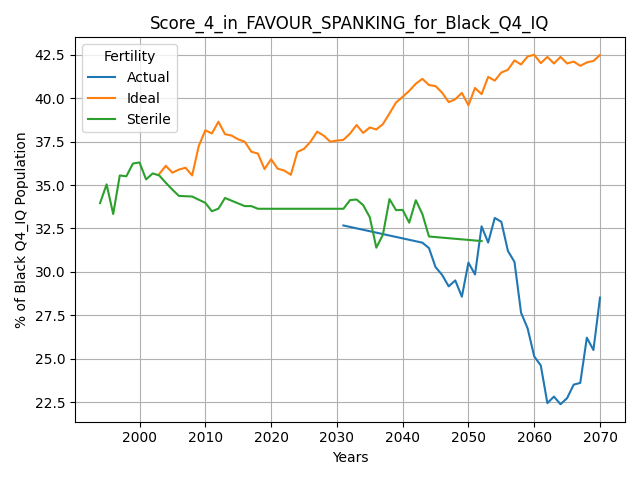 Score_4_in_FAVOUR_SPANKING_for_Black_Q4_IQ
Fertility
Actual
Ideal
Sterile
% of Black Q4_IQ Population
42.5
40.0
37.5
35.0
32.5
30.0
27.5
25.0
22.5
2000 2010 2020 2030 2040 2050 2060 2070
Years